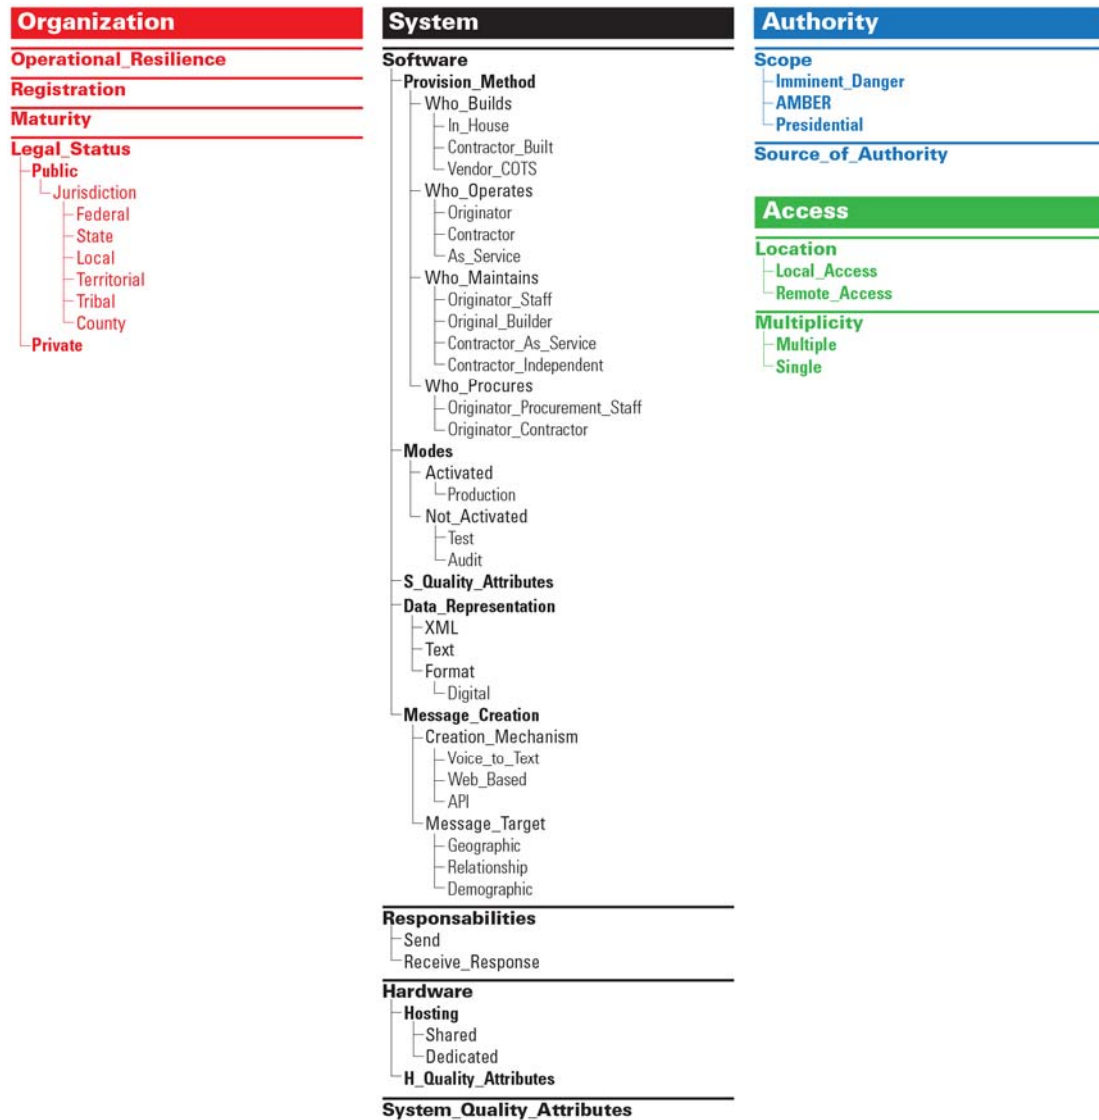 Organization
Operational_Resilience
Registration
Maturity
Legal_Status
Public
Jurisdiction
Federal
State
Local
Territorial
Tribal
County
Private
System
Software
Provision_Method
Who_Builds
In_House
Contractor_Built
Vendor_COTS
Who_Operates
Originator
Contractor
As_Service
Who_Maintains
Originator_Staff
Original_Builder
Contractor_As_Service
Contractor_Independent
Who_Procures
Originator_Procurement_Staff
Originator_Contractor
Modes
Activated
Production
Not_Activated
Test
Audit
S_Quality_Attributes
Data_Representation
XML
Text
Format
Digital
Message_Creation
Creation_Mechanism
Voice_to_Text
Web_Based
API
Message_Target
Geographic
Relationship
Demographic
Responsabilities
Send
Receive_Response
Hardware
Hosting
Shared
Dedicated
H_Quality_Attributes
System_Quality_Attributes
Authority
Scope
Imminent_Danger
AMBER
Presidential
Source_of_Authority
Access
Location
Local_Access
Remote_Access
Multiplicity
Multiple
Single